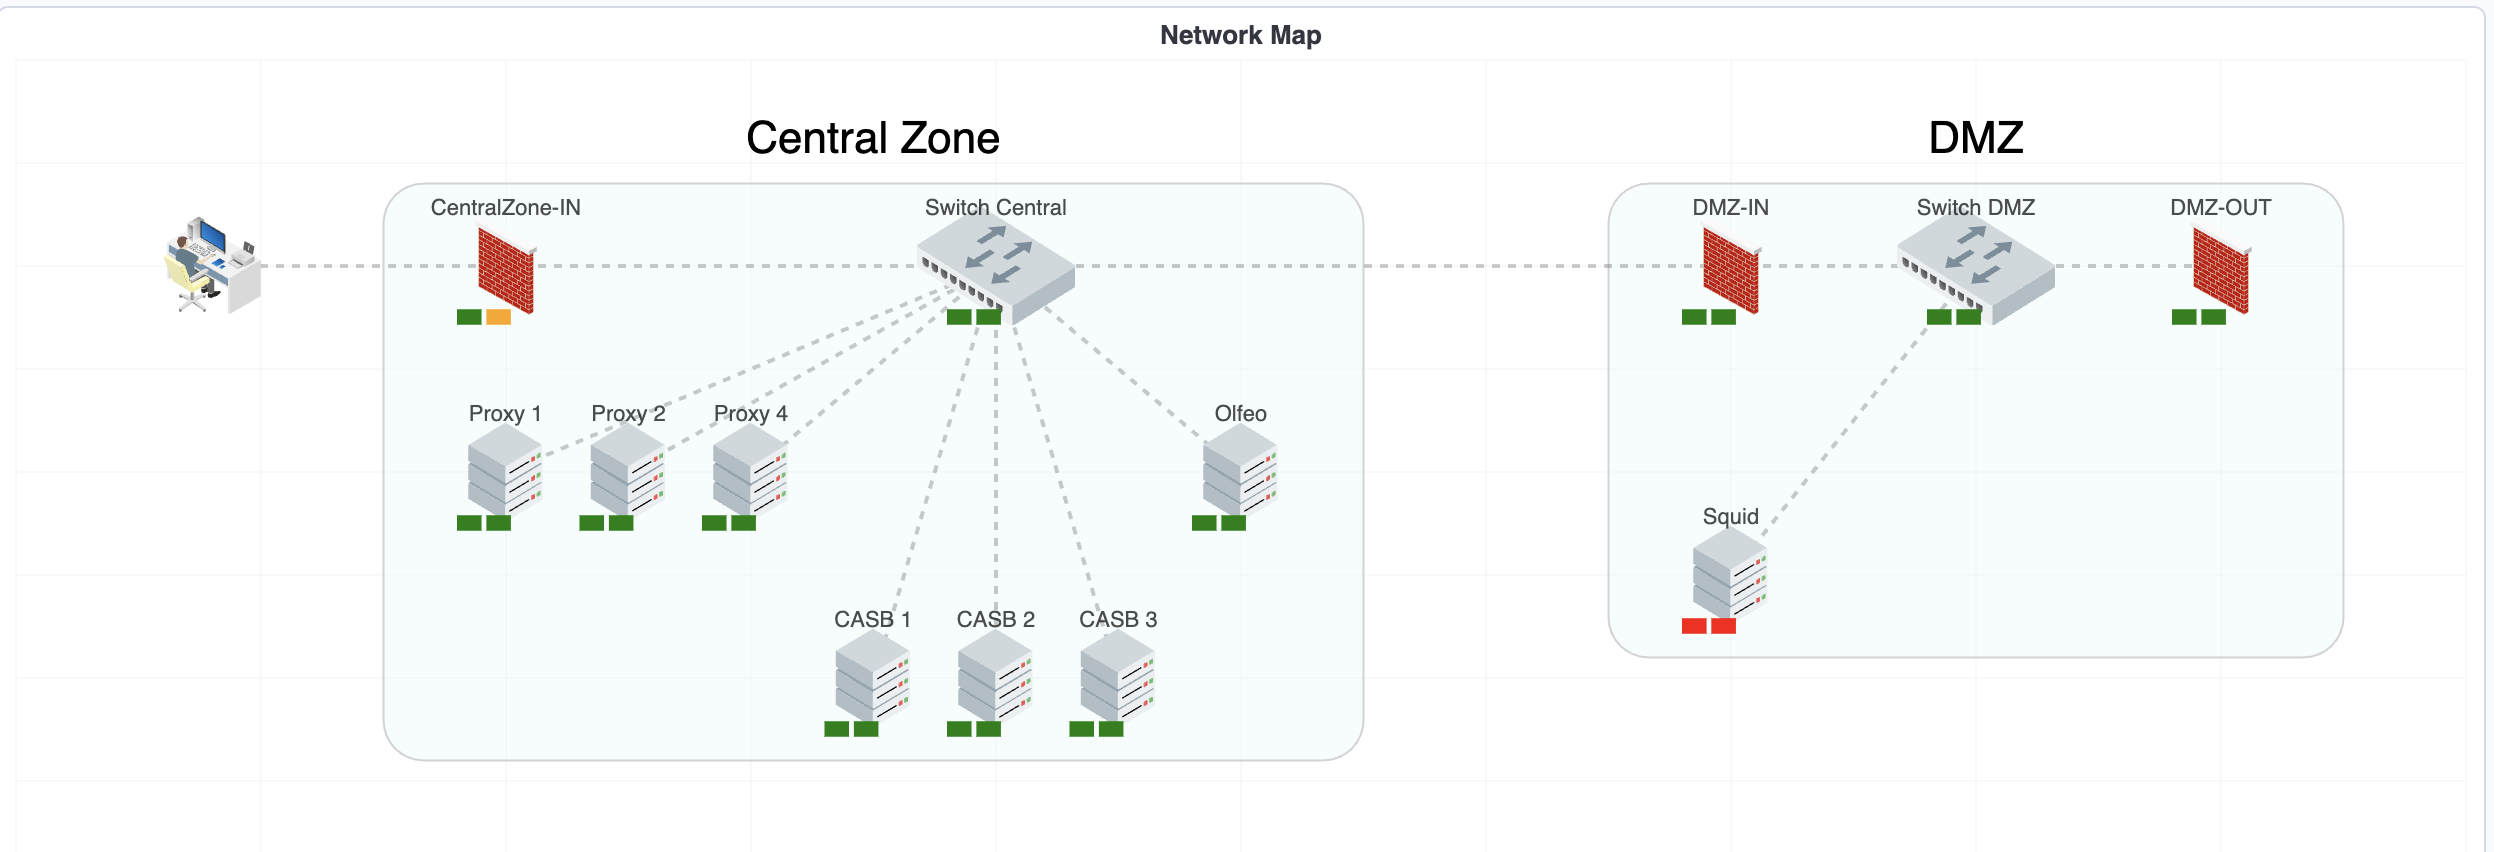 Network Map
Central Zone
DMZ
CentralZone-IN
Switch Central
DMZ-IN
Switch DMZ
DMZ-OUT
Proxy 1
Proxy 2
Proxy 4
Olfeo
Squid
CASB 1
CASB 2
CASB 3